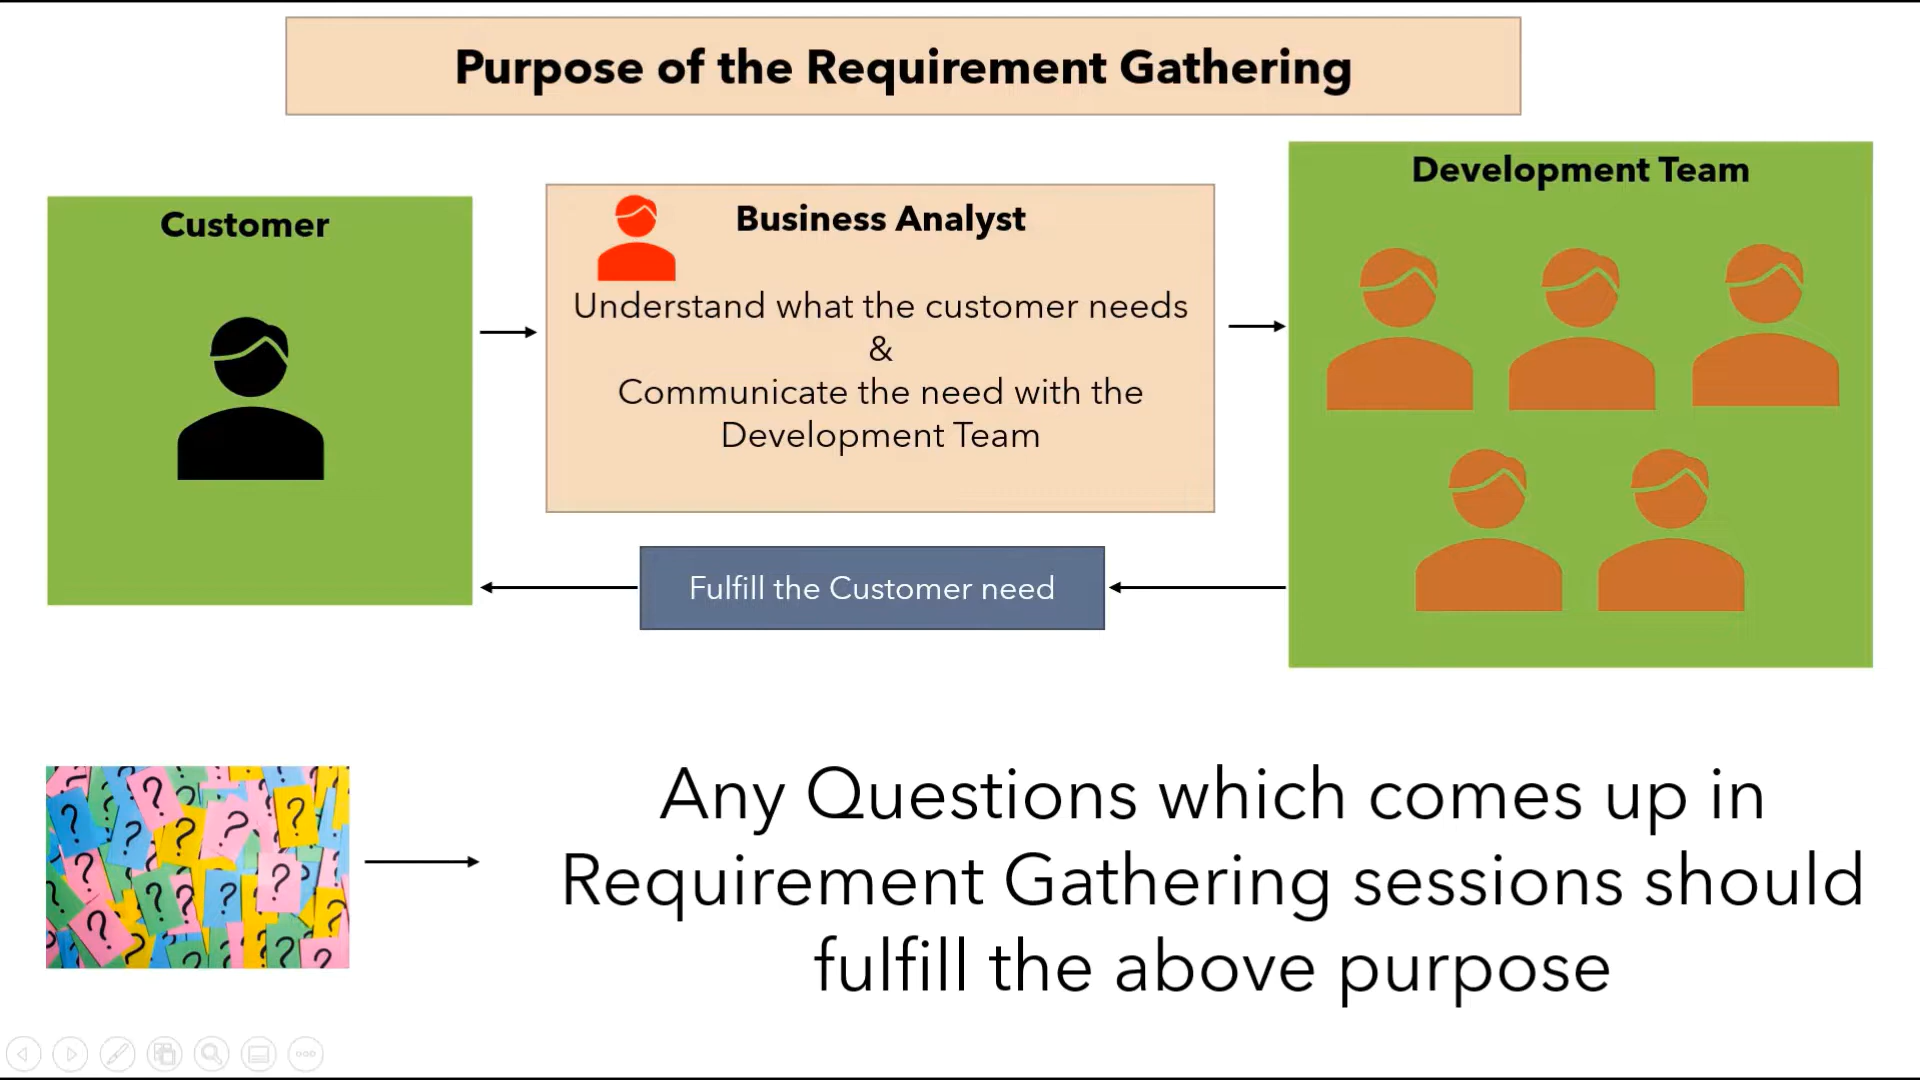 Purpose of the Requirement Gathering
Customer
Business Analyst
Understand what the customer needs
&
Communicate the need with the
Development Team
Development Team
Fulfill the Customer need
Any Questions which comes up in
Requirement Gathering sessions should
fulfill the above purpose